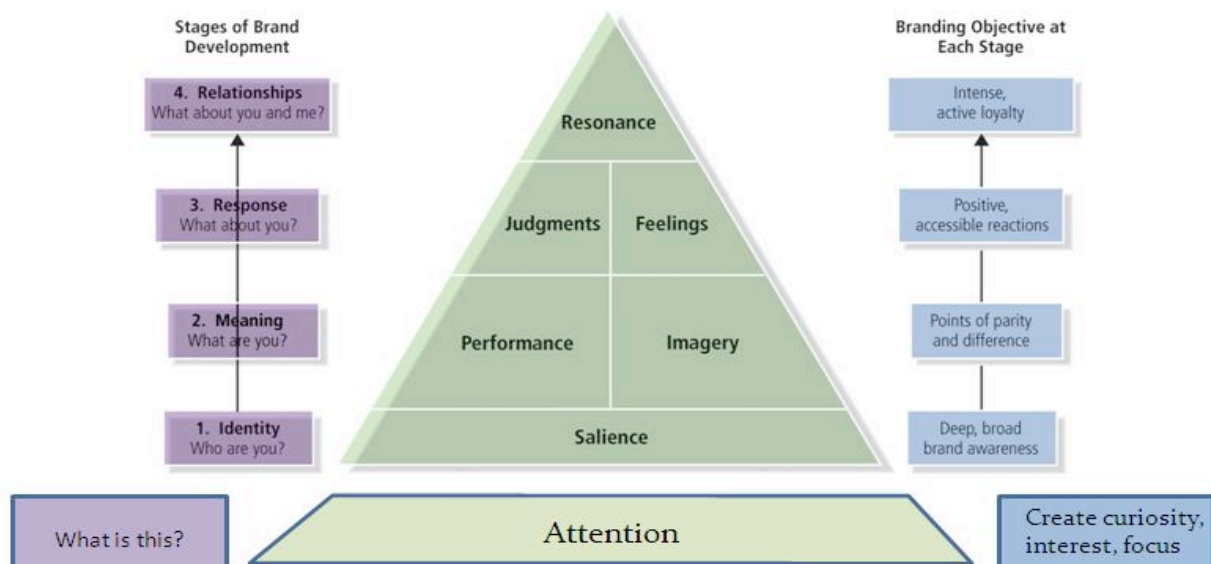 Stages of Brand
Development
4. Relationships
What about you and me?
3. Response
What about you?
2. Meaning
What are you?
1. Identity
Who are you?
What is this?
Resonance
Judgments
Feelings
Performance
Imagery
Salience
Attention
Branding Objective at
Each Stage
Intense,
active loyalty
Positive,
accessible reactions
Points of parity
and difference
Deep, broad
brand awareness
Create curiosity,
interest, focus